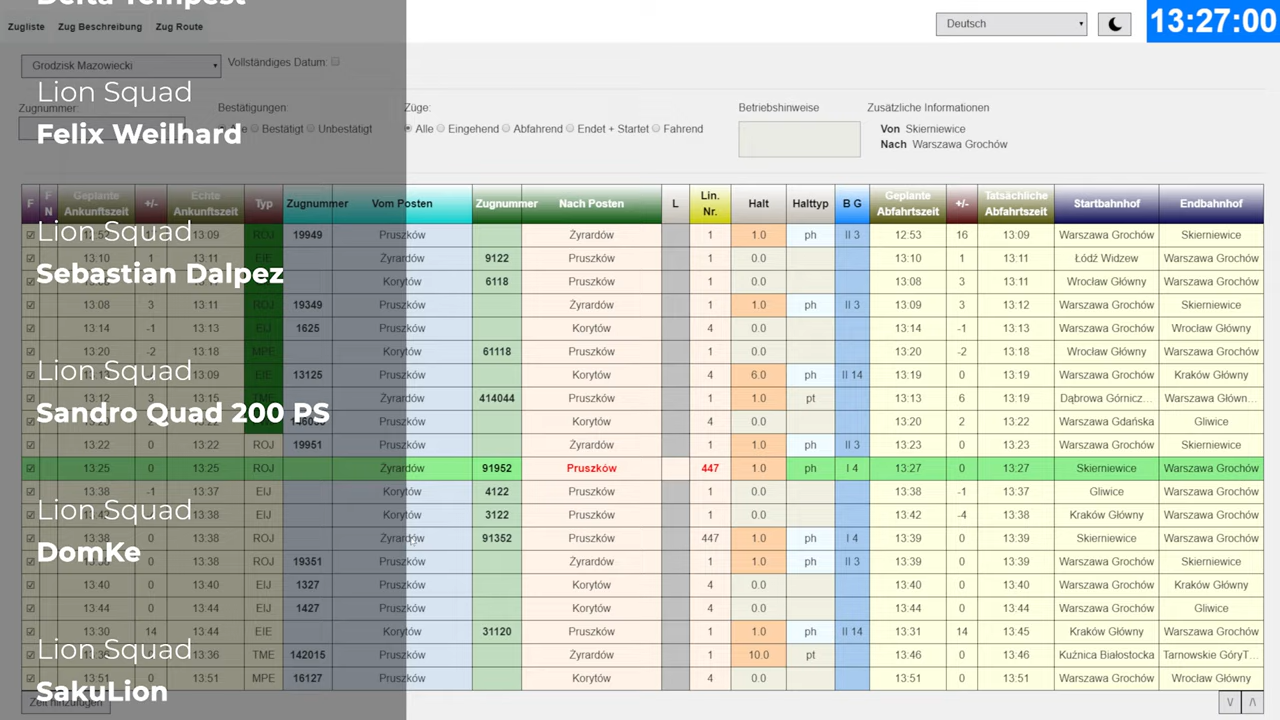 Delta Tempest
Zugliste Zug Beschreibung Zug Route
Deutsch
13:27:00
Grodzisk Mazowiecki
Vollständiges Datum:
Lion Squad
Felix Weilhard
Zugnummer:
Bestätigungen:
Bestätigt Unbestätigt
Züge:
Alle Eingehend Abfahrend Endet + Startet Fahrend
Betriebshinweise
Zusätzliche Informationen
Von Skierniewice
Nach Warszawa Grochów
F F N Geplante Ankunftszeit +/- Echte Ankunftszeit Typ Zugnummer Vom Posten Zugnummer Nach Posten L Lin. Nr. Halt Halttyp B G Geplante Abfahrtszeit +/- Tatsächliche Abfahrtszeit Startbahnhof Endbahnhof
Lion Squad
13:09 ROJ 19949 Pruszków Żyrardów 1 1.0 ph II 3 12:53 16 13:09 Warszawa Grochów Skierniewice
13:10 1 13:11 EIE Żyrardów 9122 Pruszków 1 0.0 13:10 1 13:11 Łódź Widzew Warszawa Grochów
Sebastian Dalpez
Korytów 6118 Pruszków 1 0.0 13:08 3 13:11 Wrocław Główny Warszawa Grochów
13:08 3 13:11 ROJ 19349 Pruszków Żyrardów 1 1.0 ph II 3 13:09 3 13:12 Warszawa Grochów Skierniewice
13:14 -1 13:13 EIJ 1625 Pruszków Korytów 4 0.0 13:14 -1 13:13 Warszawa Grochów Wrocław Główny
13:20 -2 13:18 MPE Korytów 61118 Pruszków 1 0.0 13:20 -2 13:18 Wrocław Główny Warszawa Grochów
Lion Squad
13:09 EIE 13125 Pruszków Korytów 4 6.0 ph II 14 13:19 0 13:19 Warszawa Grochów Kraków Główny
13:12 3 TME Żyrardów 414044 Pruszków 1 1.0 pt 13:13 6 13:19 Dąbrowa Górnicz... Warszawa Główn...
Sandro Quad 200 PS
Pruszków Korytów 4 0.0 13:20 2 13:22 Warszawa Gdańska Gliwice
13:22 0 13:22 ROJ 19951 Pruszków Żyrardów 1 1.0 ph II 3 13:23 0 13:23 Warszawa Grochów Skierniewice
13:25 0 13:25 ROJ Żyrardów 91952 Pruszków 447 1.0 ph I 4 13:27 0 13:27 Skierniewice Warszawa Grochów
13:38 -1 13:37 EIJ Korytów 4122 Pruszków 1 0.0 13:38 -1 13:37 Gliwice Warszawa Grochów
Lion Squad
13:38 EIJ Korytów 3122 Pruszków 1 0.0 13:42 -4 13:38 Kraków Główny Warszawa Grochów
13:38 0 13:38 ROJ Żyrardów 91352 Pruszków 447 1.0 ph I 4 13:39 0 13:39 Skierniewice Warszawa Grochów
DomKe
0 13:38 ROJ 19351 Pruszków Żyrardów 1 1.0 ph II 3 13:39 0 13:39 Warszawa Grochów Skierniewice
13:40 0 13:40 EIJ 1327 Pruszków Korytów 4 0.0 13:40 0 13:40 Warszawa Grochów Kraków Główny
13:44 0 13:44 EIJ 1427 Pruszków Korytów 4 0.0 13:44 0 13:44 Warszawa Grochów Gliwice
13:30 14 13:44 EIE Korytów 31120 Pruszków 1 1.0 ph II 14 13:31 14 13:45 Kraków Główny Warszawa Grochów
Lion Squad
13:36 TME 142015 Pruszków Żyrardów 1 10.0 pt 13:46 0 13:46 Kuźnica Białostocka Tarnowskie GóryT...
13:51 0 13:51 MPE 16127 Pruszków Korytów 4 0.0 13:51 0 13:51 Warszawa Grochów Wrocław Główny
SakuLion
Zeit hinzufügen